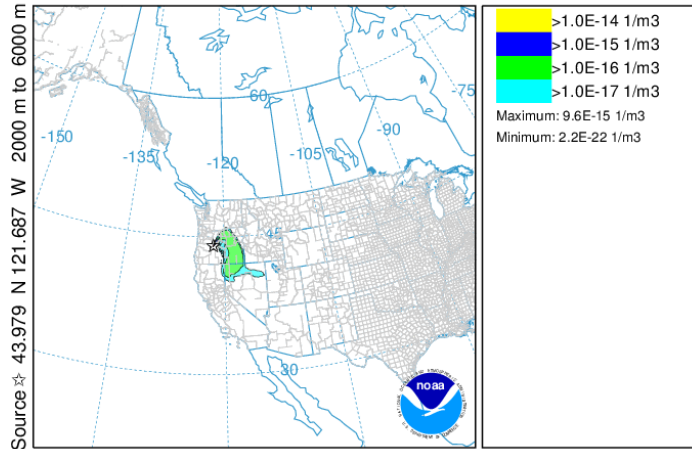 Source ☆ 43.979 N 121.687 W 2000 m to 6000 m
>1.0E-14 1/m3
>1.0E-15 1/m3
>1.0E-16 1/m3
>1.0E-17 1/m3
Maximum: 9.6E-15 1/m3
Minimum: 2.2E-22 1/m3
60
-75
-150
-135
-120
-105
-90
45
30
noaa